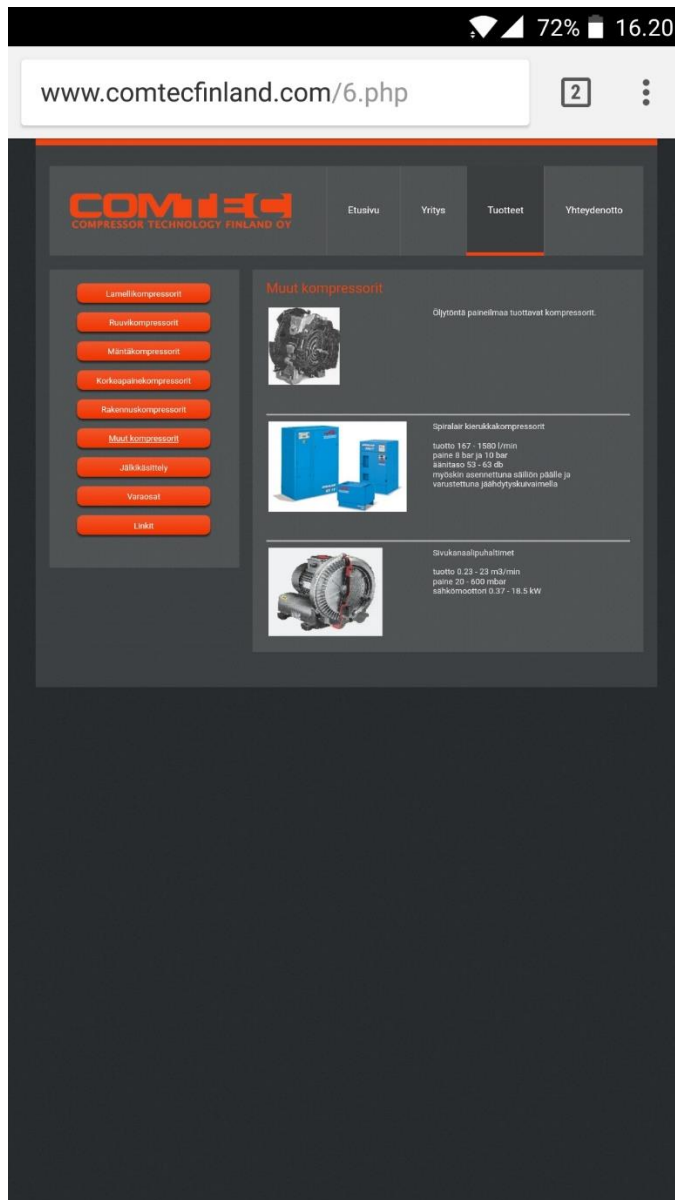 72% 16.20
www.comtecfinland.com/6.php
2
COMTEC
COMPRESSOR TECHNOLOGY FINLAND OY
Etusivu
Yritys
Tuotteet
Yhteydenotto
Lamellikompressorit
Ruuvikompressorit
Mäntäkompressorit
Korkeapainekompressorit
Rakennuskompressorit
Muut kompressorit
Jälkikäsittely
Varaosat
Linkit
Muut kompressorit
Öljytöntä paineilmaa tuottavat kompressorit.
Spiralair kierukkakompressorit
tuotto 167 - 1580 l/min
paine 8 bar ja 10 bar
äänitaso 53 - 63 db
myöskin asennettuna säiliön päälle ja
varustettuna jäähdytyskuivaimella
Sivukanaalipuhaltimet
tuotto 0.23 - 23 m3/min
paine 20 - 600 mbar
sähkömoottori 0.37 - 18.5 kW